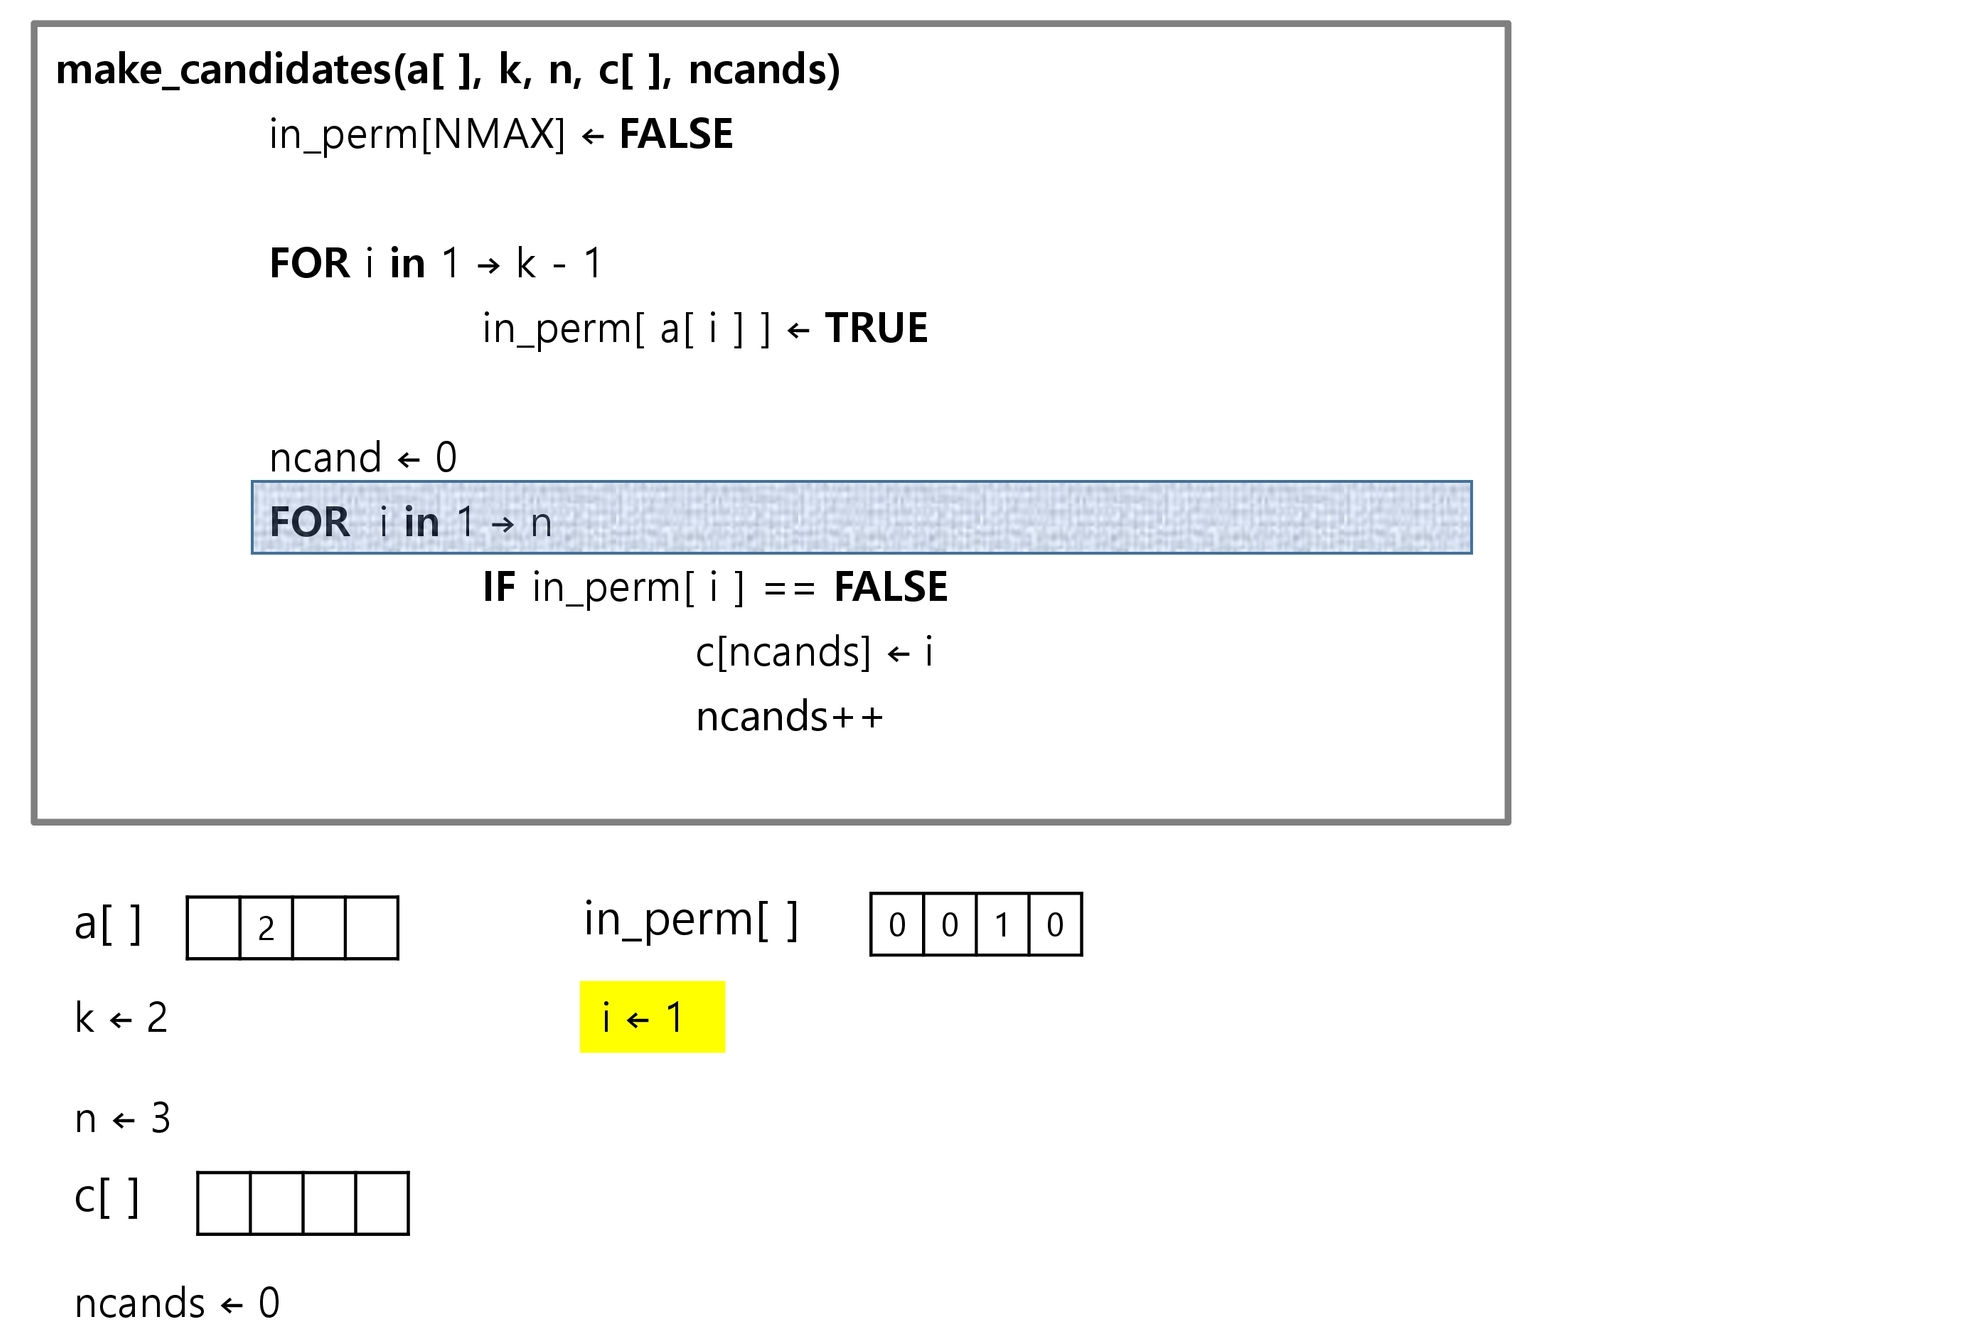 make_candidates(a[ ], k, n, c[ ], ncands)
in_perm[NMAX] ← FALSE
FOR i in 1 → k - 1
in_perm[ a[ i ] ] ← TRUE
ncand ← 0
FOR i in 1 → n
IF in_perm[ i ] == FALSE
c[ncands] ← i
ncands++
a[ ] 2
in_perm[ ] 0 0 1 0
k ← 2
i ← 1
n ← 3
c[ ]
ncands ← 0